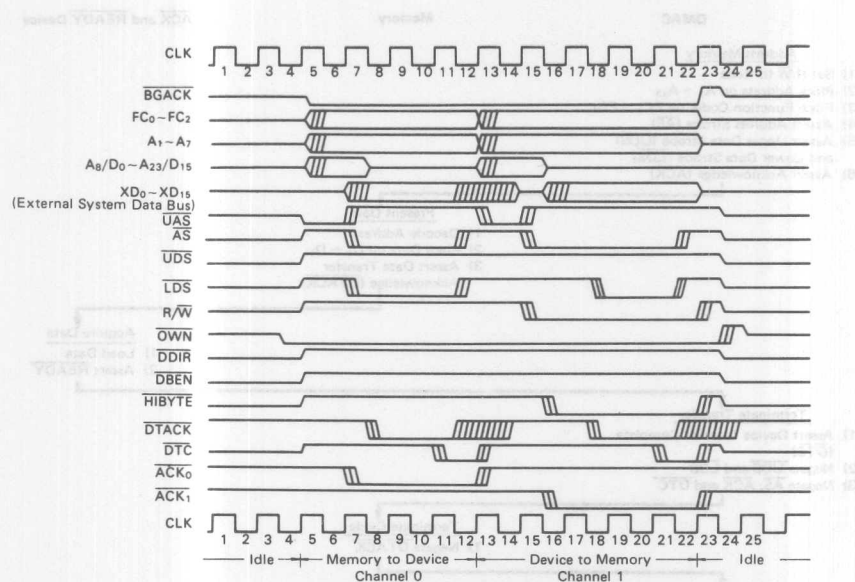 CLK
1 2 3 4 5 6 7 8 9 10 11 12 13 14 15 16 17 18 19 20 21 22 23 24 25
BGACK
FC0~FC2
A1~A7
A8/D0~A23/D15
XD0~XD15
(External System Data Bus)
UAS
AS
UDS
LDS
R/W
OWN
DDIR
DBEN
HIBYTE
DTACK
DTC
ACK0
ACK1
CLK
1 2 3 4 5 6 7 8 9 10 11 12 13 14 15 16 17 18 19 20 21 22 23 24 25
Idle Memory to Device Device to Memory Idle
Channel 0 Channel 1